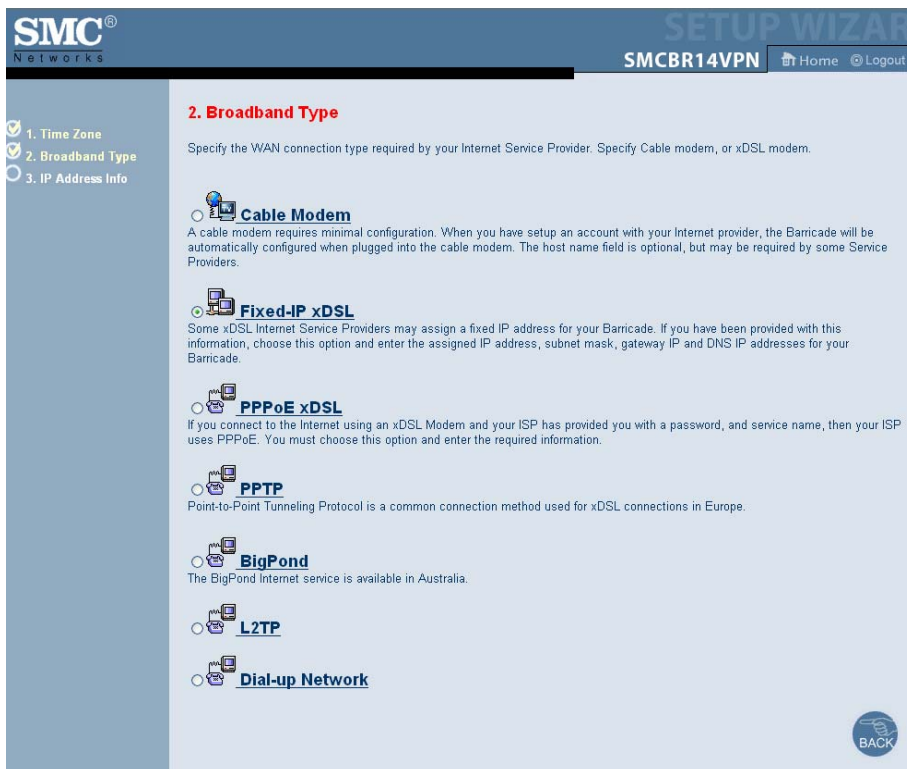 SMC®
Networks
SETUP WIZAR
SMCBR14VPN
Home
Logout
1. Time Zone
2. Broadband Type
3. IP Address Info
2. Broadband Type
Specify the WAN connection type required by your Internet Service Provider. Specify Cable modem, or xDSL modem.
Cable Modem
A cable modem requires minimal configuration. When you have setup an account with your Internet provider, the Barricade will be
automatically configured when plugged into the cable modem. The host name field is optional, but may be required by some Service
Providers.
Fixed-IP xDSL
Some xDSL Internet Service Providers may assign a fixed IP address for your Barricade. If you have been provided with this
information, choose this option and enter the assigned IP address, subnet mask, gateway IP and DNS IP addresses for your
Barricade.
PPPoE xDSL
If you connect to the Internet using an xDSL Modem and your ISP has provided you with a password, and service name, then your ISP
uses PPPoE. You must choose this option and enter the required information.
PPTP
Point-to-Point Tunneling Protocol is a common connection method used for xDSL connections in Europe.
BigPond
The BigPond Internet service is available in Australia.
L2TP
Dial-up Network
BACK